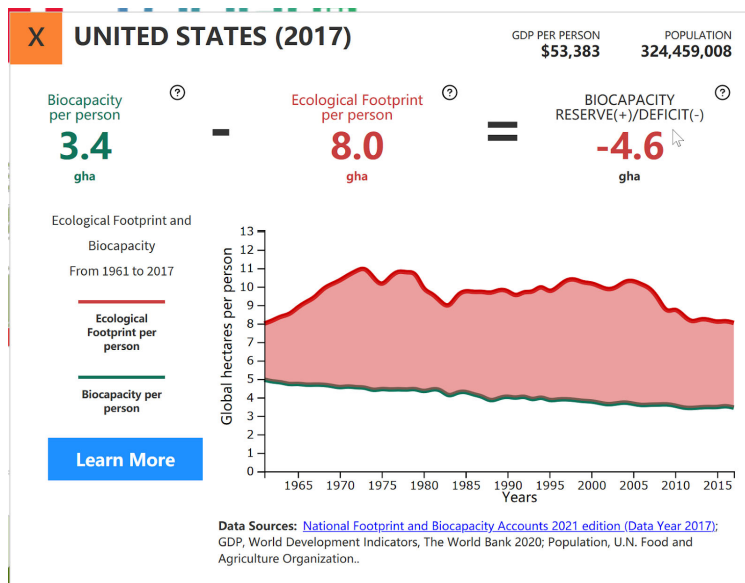 X
UNITED STATES (2017)
GDP PER PERSON
$53,383
POPULATION
324,459,008
Biocapacity
per person
?
3.4
gha
-
Ecological Footprint
per person
?
8.0
gha
=
BIOCAPACITY
RESERVE(+)/DEFICIT(-)
?
-4.6
gha
Ecological Footprint and
Biocapacity
From 1961 to 2017
Ecological
Footprint per
person
Biocapacity per
person
Learn More
Global hectares per person
13
12
11
10
9
8
7
6
5
4
3
2
1
0
1965 1970 1975 1980 1985 1990 1995 2000 2005 2010 2015
Years
Data Sources: National Footprint and Biocapacity Accounts 2021 edition (Data Year 2017);
GDP, World Development Indicators, The World Bank 2020; Population, U.N. Food and
Agriculture Organization..